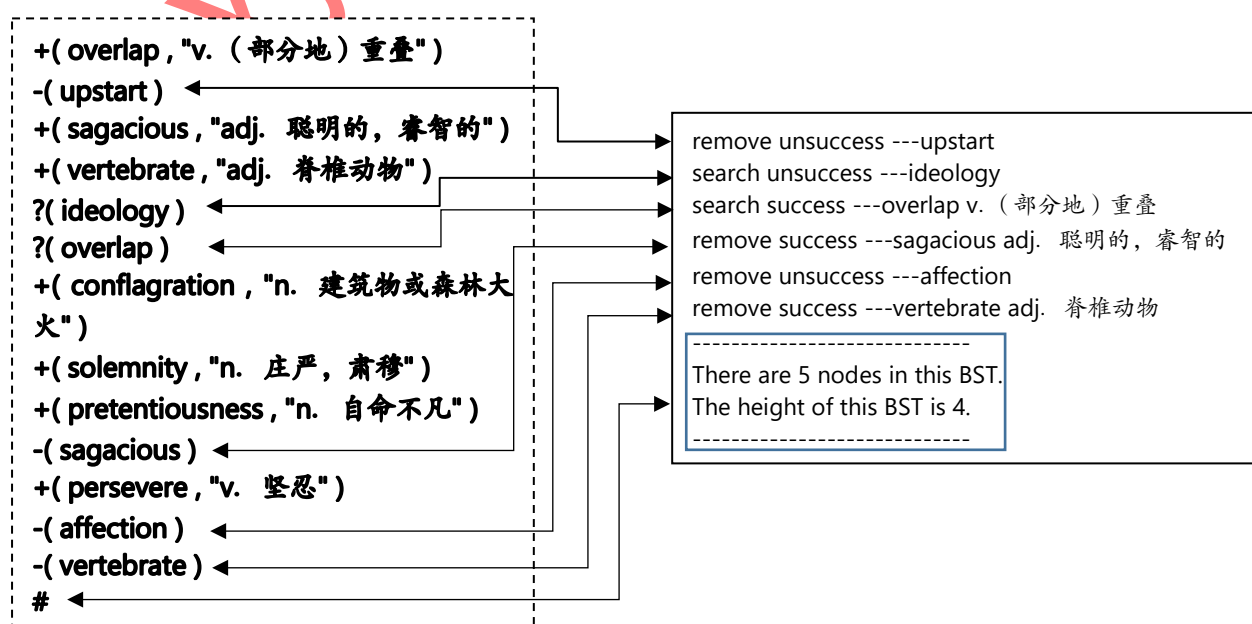 +( overlap , "v. （部分地）重叠" )
-( upstart )
+( sagacious , "adj. 聪明的，睿智的" )
+( vertebrate , "adj. 脊椎动物" )
?( ideology )
?( overlap )
+( conflagration , "n. 建筑物或森林大
火" )
+( solemnity , "n. 庄严，肃穆" )
+( pretentiousness , "n. 自命不凡" )
-( sagacious )
+( persevere , "v. 坚忍" )
-( affection )
-( vertebrate )
#
remove unsuccess ---upstart
search unsuccess ---ideology
search success ---overlap v. （部分地）重叠
remove success ---sagacious adj. 聪明的，睿智的
remove unsuccess ---affection
remove success ---vertebrate adj. 脊椎动物
-----------------------------
There are 5 nodes in this BST.
The height of this BST is 4.
-----------------------------